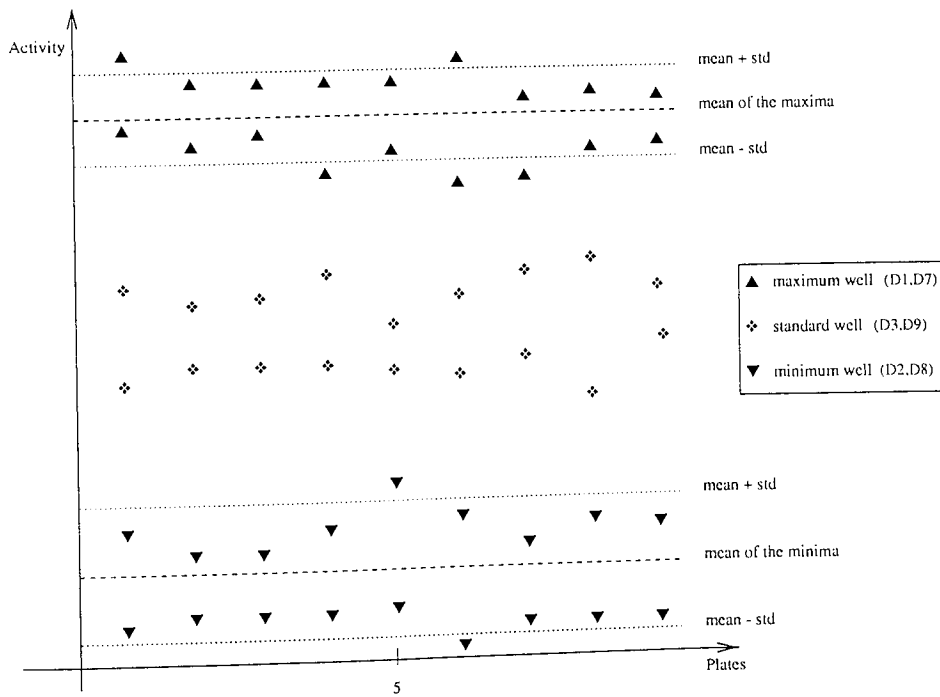 Activity
mean + std
mean of the maxima
mean - std
maximum well (D1,D7)
standard well (D3,D9)
minimum well (D2,D8)
mean + std
mean of the minima
mean - std
Plates
5